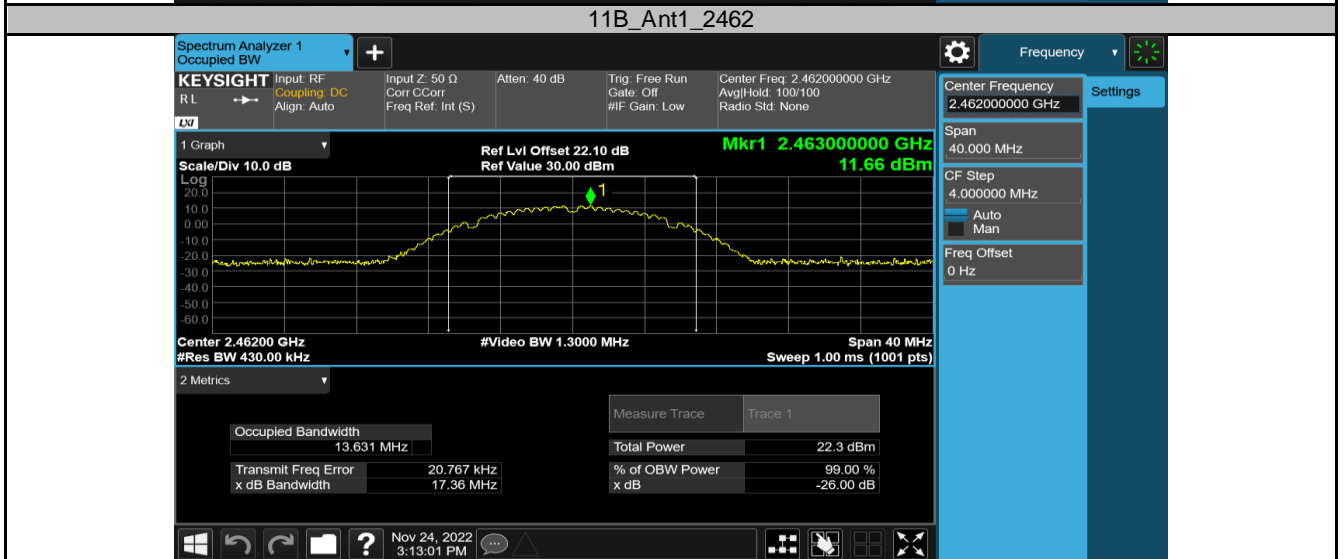 11B_Ant1_2462
Spectrum Analyzer 1
Occupied BW
Frequency
KEYSIGHT
RL
LXI
Input: RF
Coupling: DC
Align: Auto
Input Z: 50 Ω
Corr CCorr
Freq Ref: Int (S)
Atten: 40 dB
Trig: Free Run
Gate: Off
#IF Gain: Low
Center Freq: 2.462000000 GHz
Avg|Hold: 100/100
Radio Std: None
Center Frequency
2.462000000 GHz
Settings
Span
40.000 MHz
CF Step
4.000000 MHz
Auto
Man
Freq Offset
0 Hz
1 Graph
Scale/Div 10.0 dB
Ref Lvl Offset 22.10 dB
Ref Value 30.00 dBm
Mkr1 2.463000000 GHz
11.66 dBm
Log
20.0
10.0
0.00
-10.0
-20.0
-30.0
-40.0
-50.0
-60.0
1
Center 2.46200 GHz
#Res BW 430.00 kHz
#Video BW 1.3000 MHz
Span 40 MHz
Sweep 1.00 ms (1001 pts)
2 Metrics
Measure Trace Trace 1
Occupied Bandwidth
13.631 MHz
Total Power 22.3 dBm
Transmit Freq Error 20.767 kHz
% of OBW Power 99.00 %
x dB Bandwidth 17.36 MHz
x dB -26.00 dB
Nov 24, 2022
3:13:01 PM